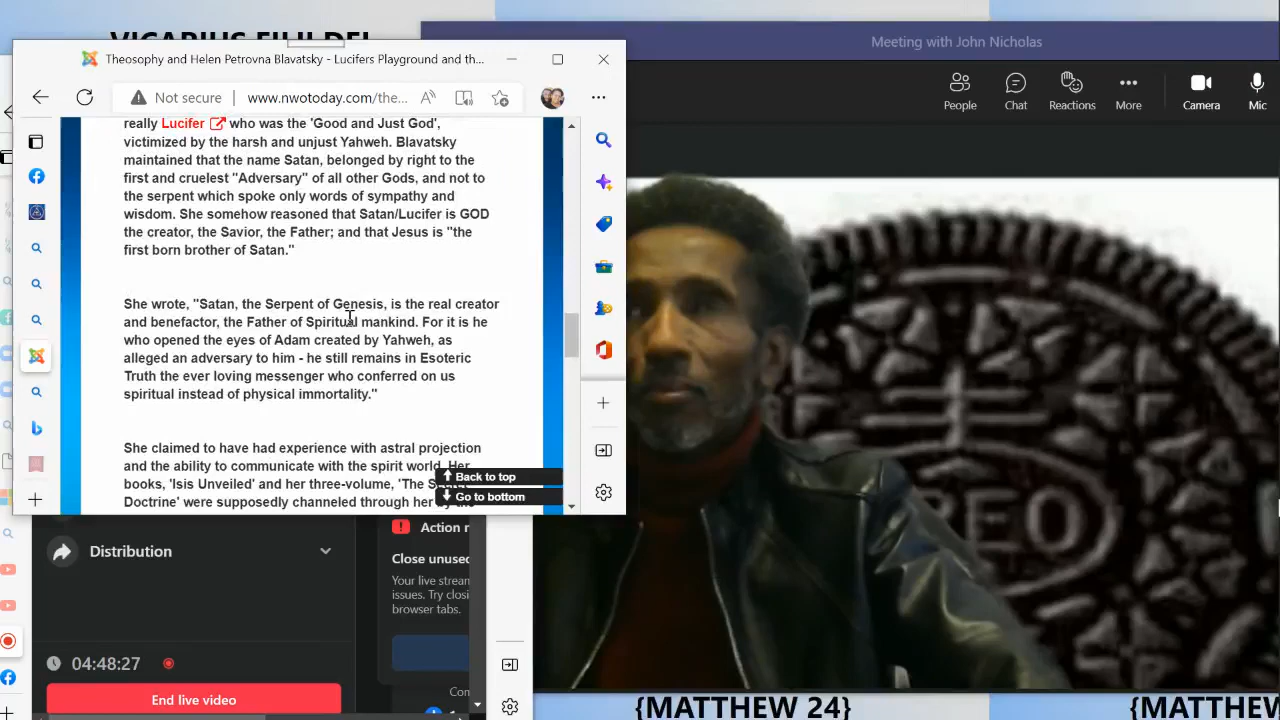 Meeting with John Nicholas
Theosophy and Helen Petrovna Blavatsky - Lucifers Playground and th...
Not secure
www.nwotoday.com/the...
People
Chat
Reactions
More
Camera
Mic
really Lucifer who was the 'Good and Just God',
victimized by the harsh and unjust Yahweh. Blavatsky
maintained that the name Satan, belonged by right to the
first and cruelest "Adversary" of all other Gods, and not to
the serpent which spoke only words of sympathy and
wisdom. She somehow reasoned that Satan/Lucifer is GOD
the creator, the Savior, the Father; and that Jesus is "the
first born brother of Satan."
She wrote, "Satan, the Serpent of Genesis, is the real creator
and benefactor, the Father of Spiritual mankind. For it is he
who opened the eyes of Adam created by Yahweh, as
alleged an adversary to him - he still remains in Esoteric
Truth the ever loving messenger who conferred on us
spiritual instead of physical immortality."
She claimed to have had experience with astral projection
and the ability to communicate with the spirit world. Her
books, 'Isis Unveiled' and her three-volume, 'The
Doctrine' were supposedly channeled through her
Back to top
Go to bottom
Distribution
Action
Close unused
Your live stream
issues. Try closi
browser tabs.
04:48:27
End live video
{MATTHEW 24}
{MATTHEW